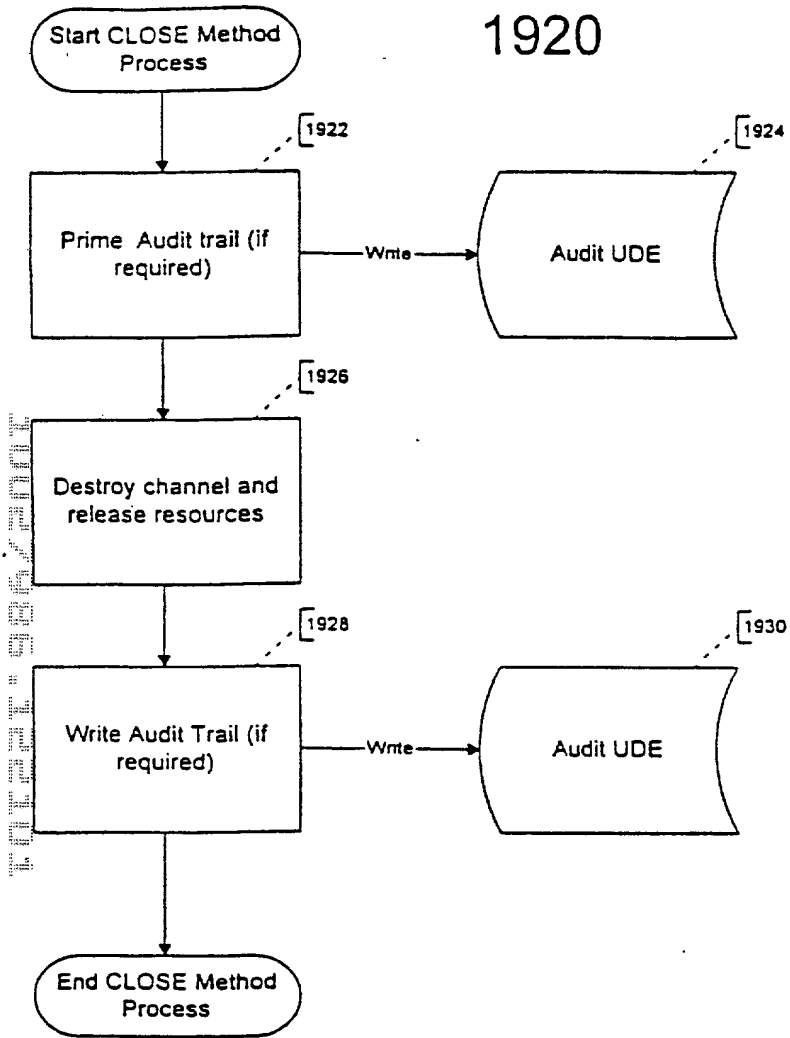 1920
Start CLOSE Method
Process
1922
1924
Prime Audit trail (if
required)
Write
Audit UDE
1926
Destroy channel and
release resources
1928
1930
Write Audit Trail (if
required)
Write
Audit UDE
End CLOSE Method
Process